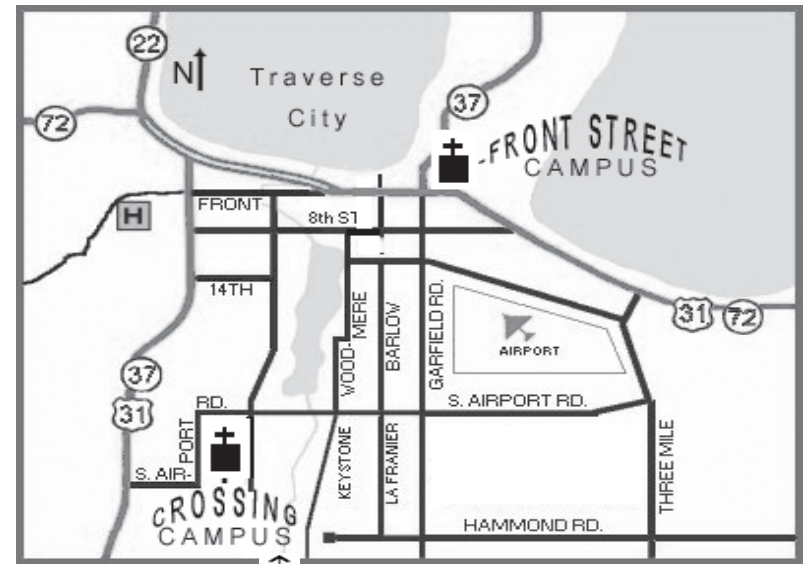 22
N
Traverse
City
72
37
-FRONT STREET
CAMPUS
H
FRONT
8th ST
14TH
WOOD-
MERE
BARLOW
GARFIELD RD.
AIRPORT
31
72
37
31
RD.
S. AIRPORT RD.
PORT
S. AIR-
KEYSTONE
LA FRANIER
THREE MILE
CROSSING
CAMPUS
HAMMOND RD.